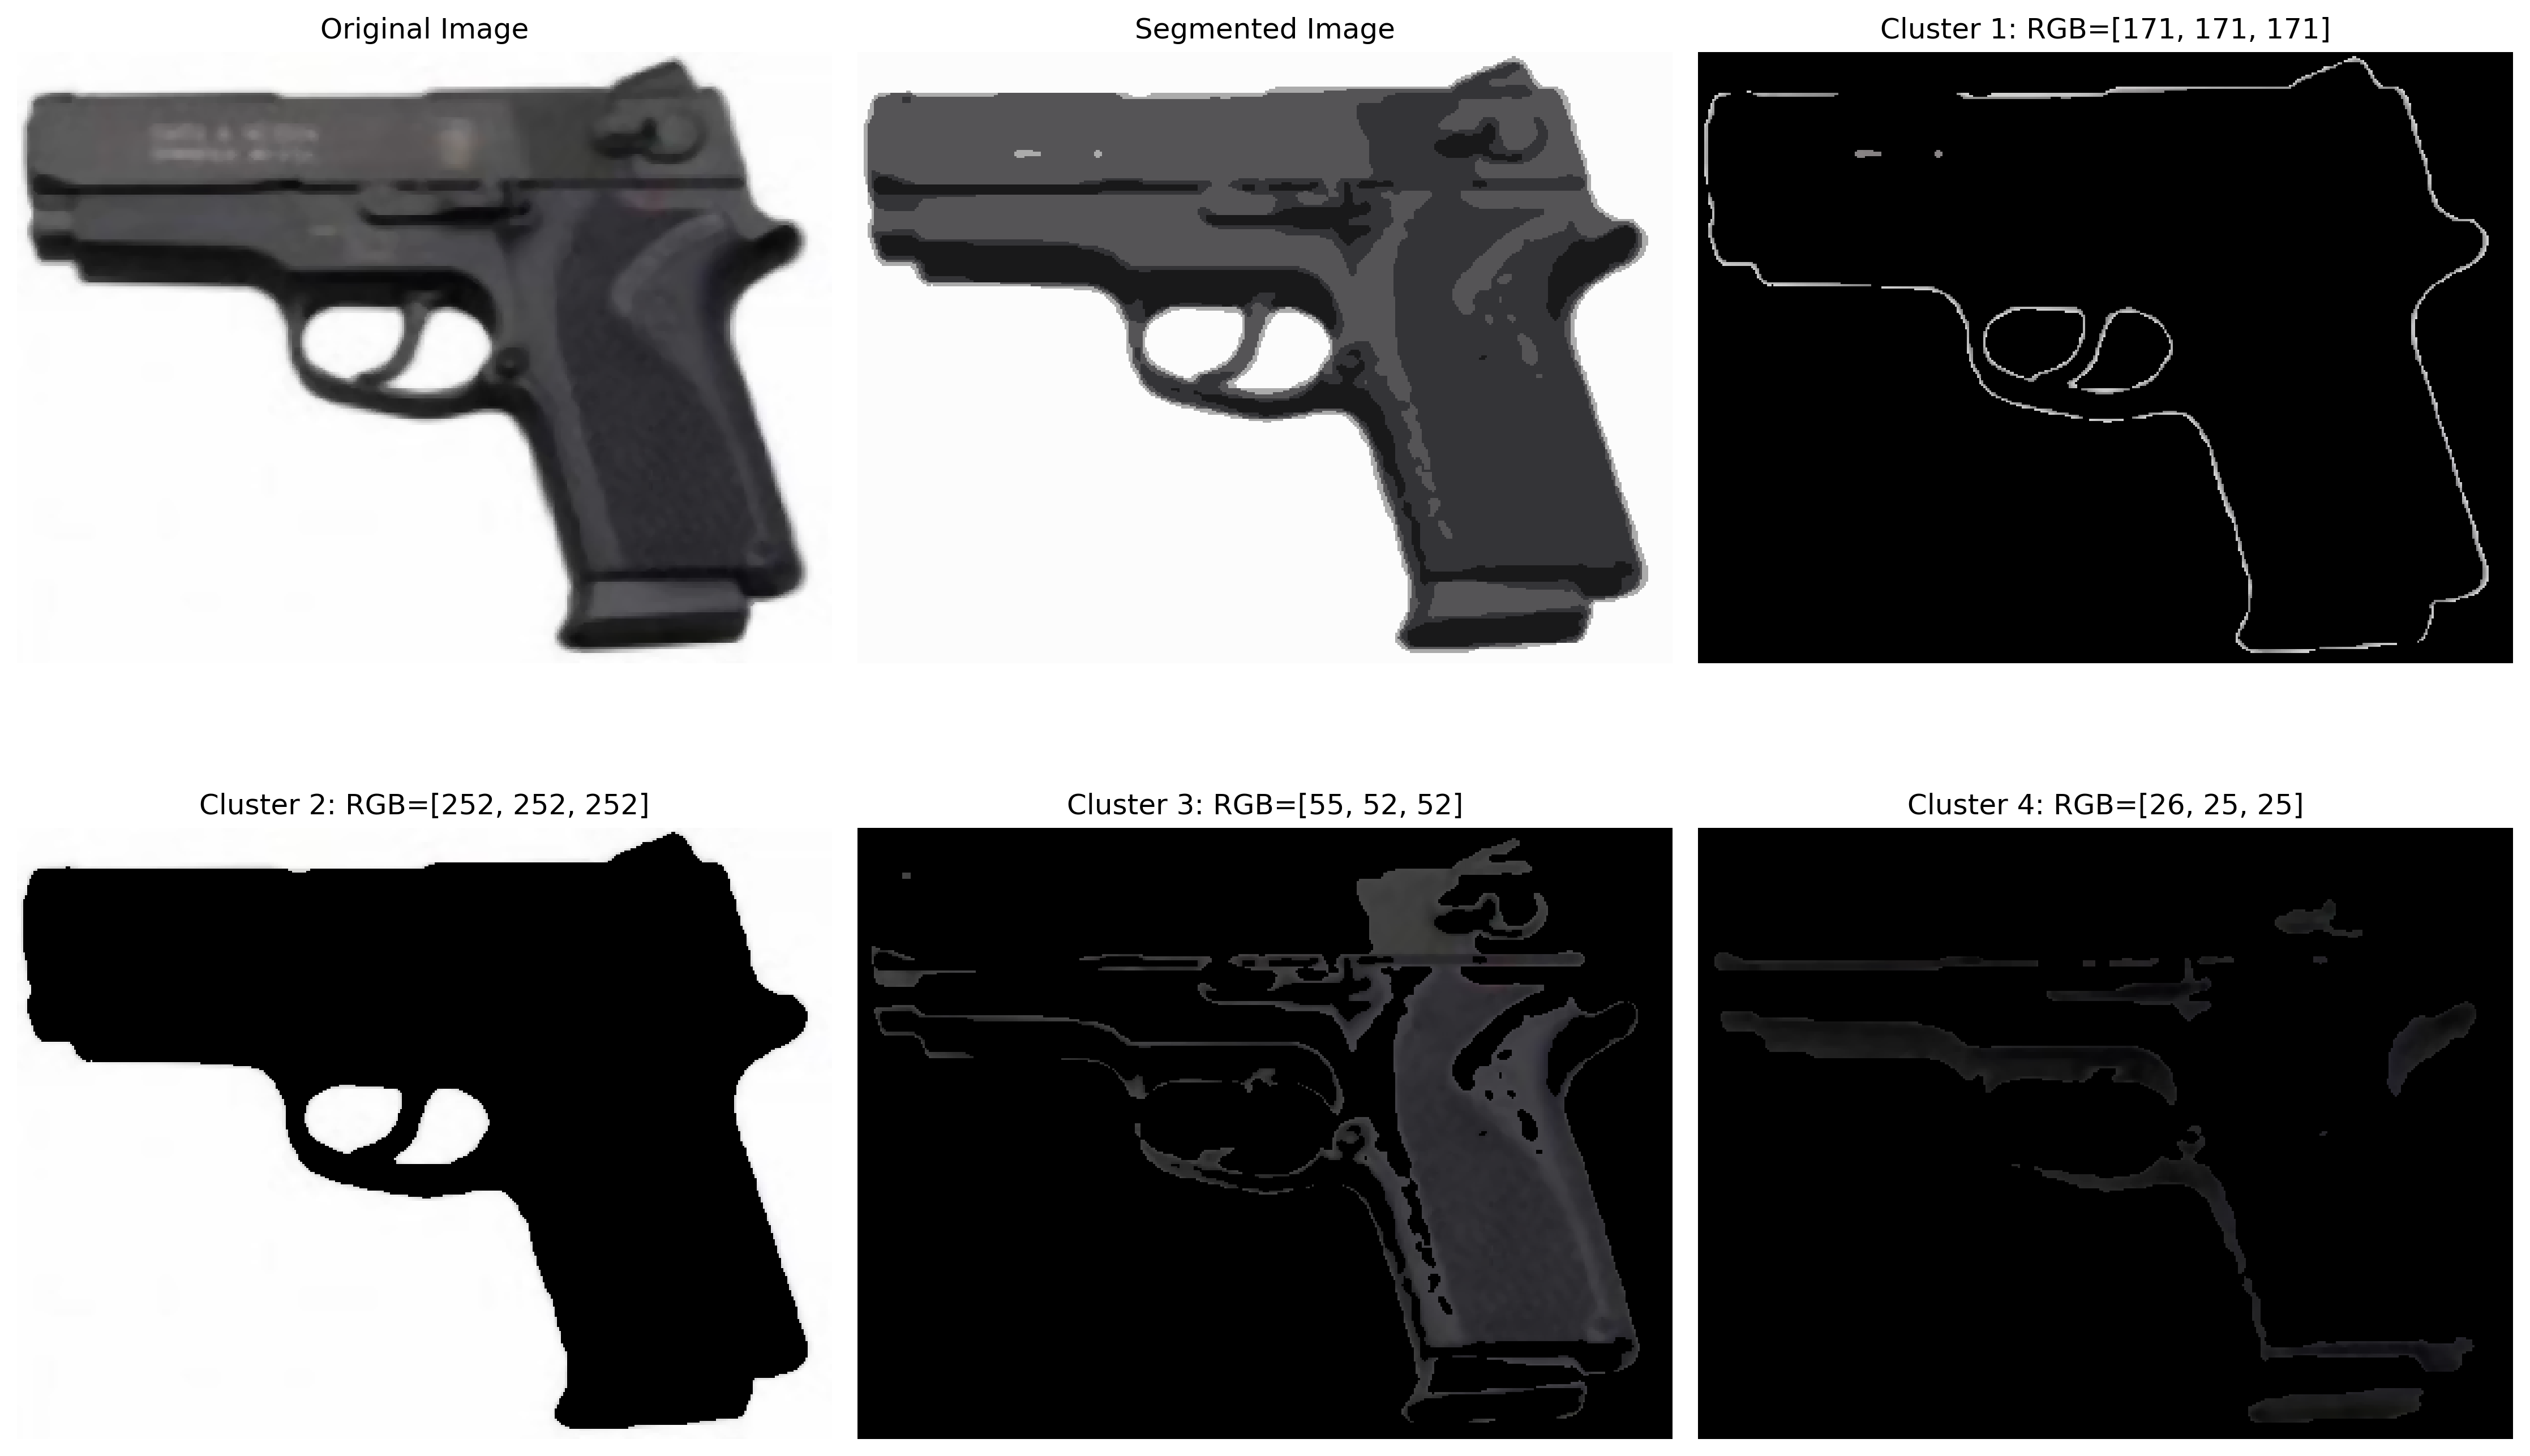 Original Image
Segmented Image
Cluster 1: RGB=[171, 171, 171]
Cluster 2: RGB=[252, 252, 252]
Cluster 3: RGB=[55, 52, 52]
Cluster 4: RGB=[26, 25, 25]